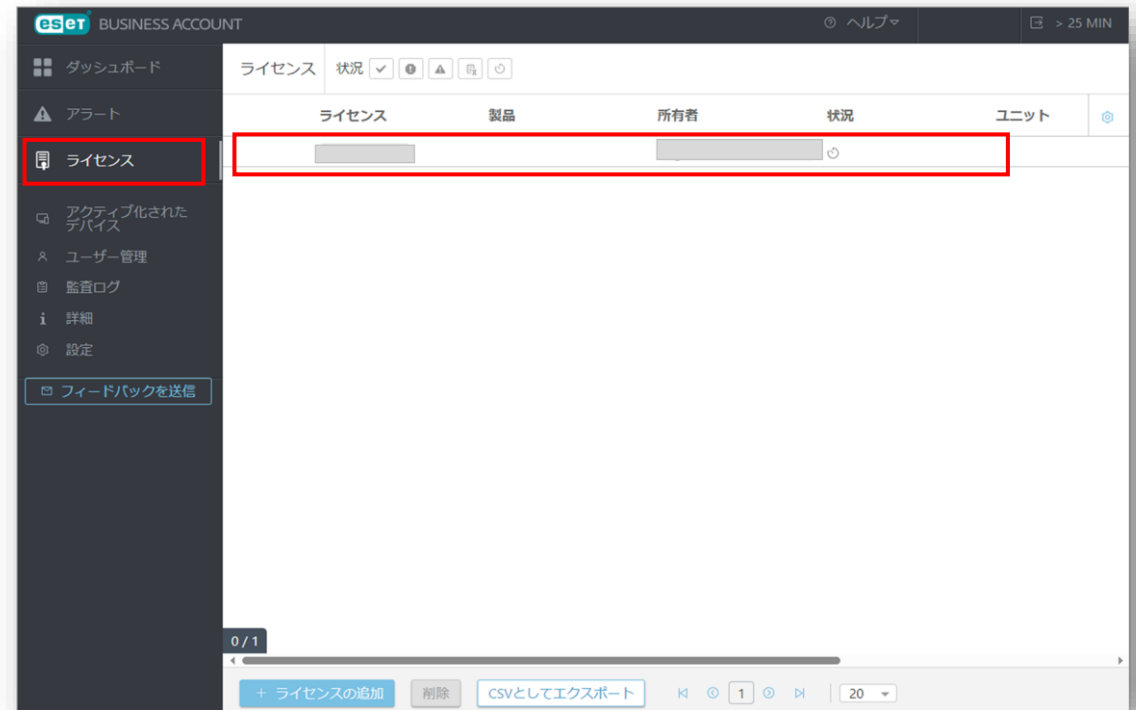 eset BUSINESS ACCOUNT
ヘルプ
> 25 MIN
ダッシュボード
アラート
ライセンス
アクティブ化された
デバイス
ユーザー管理
監査ログ
詳細
設定
フィードバックを送信
ライセンス 状況
ライセンス 製品 所有者 状況 ユニット
0 / 1
+ ライセンスの追加 削除 CSVとしてエクスポート 1 20